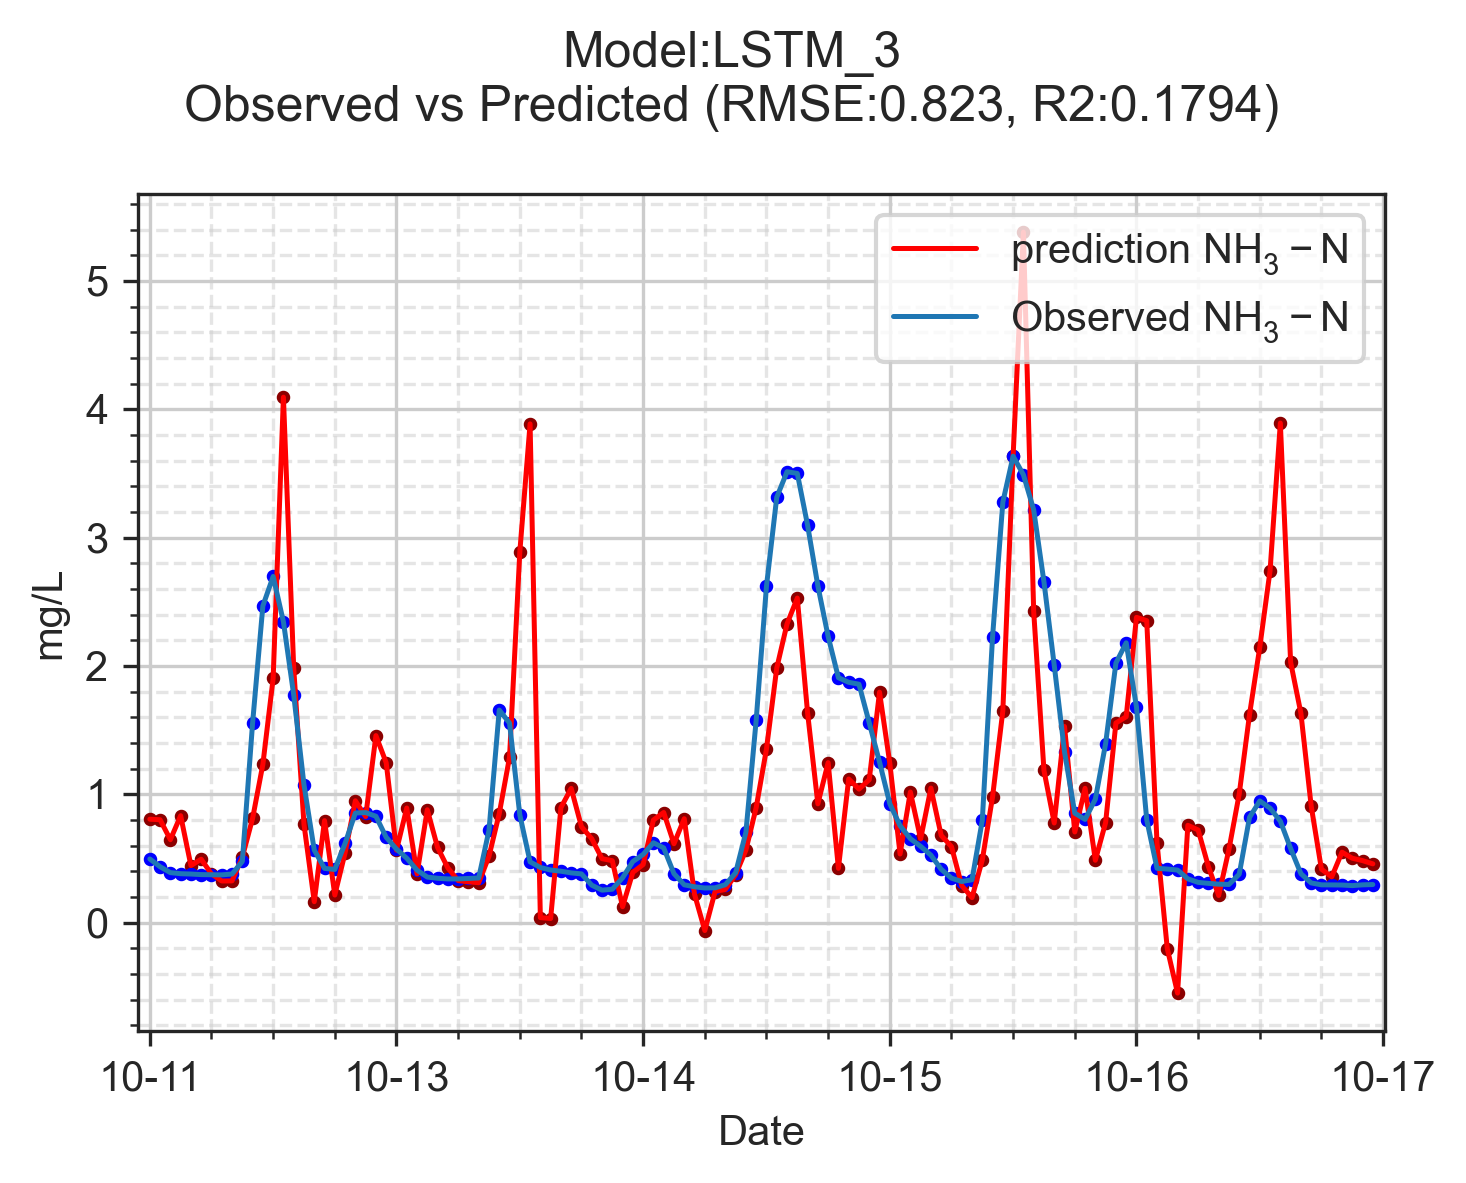 Model:LSTM_3
Observed vs Predicted (RMSE:0.823, R2:0.1794)
prediction NH₃ − N
Observed NH₃ − N
5
4
3
2
1
0
mg/L
10-11 10-13 10-14 10-15 10-16 10-17
Date